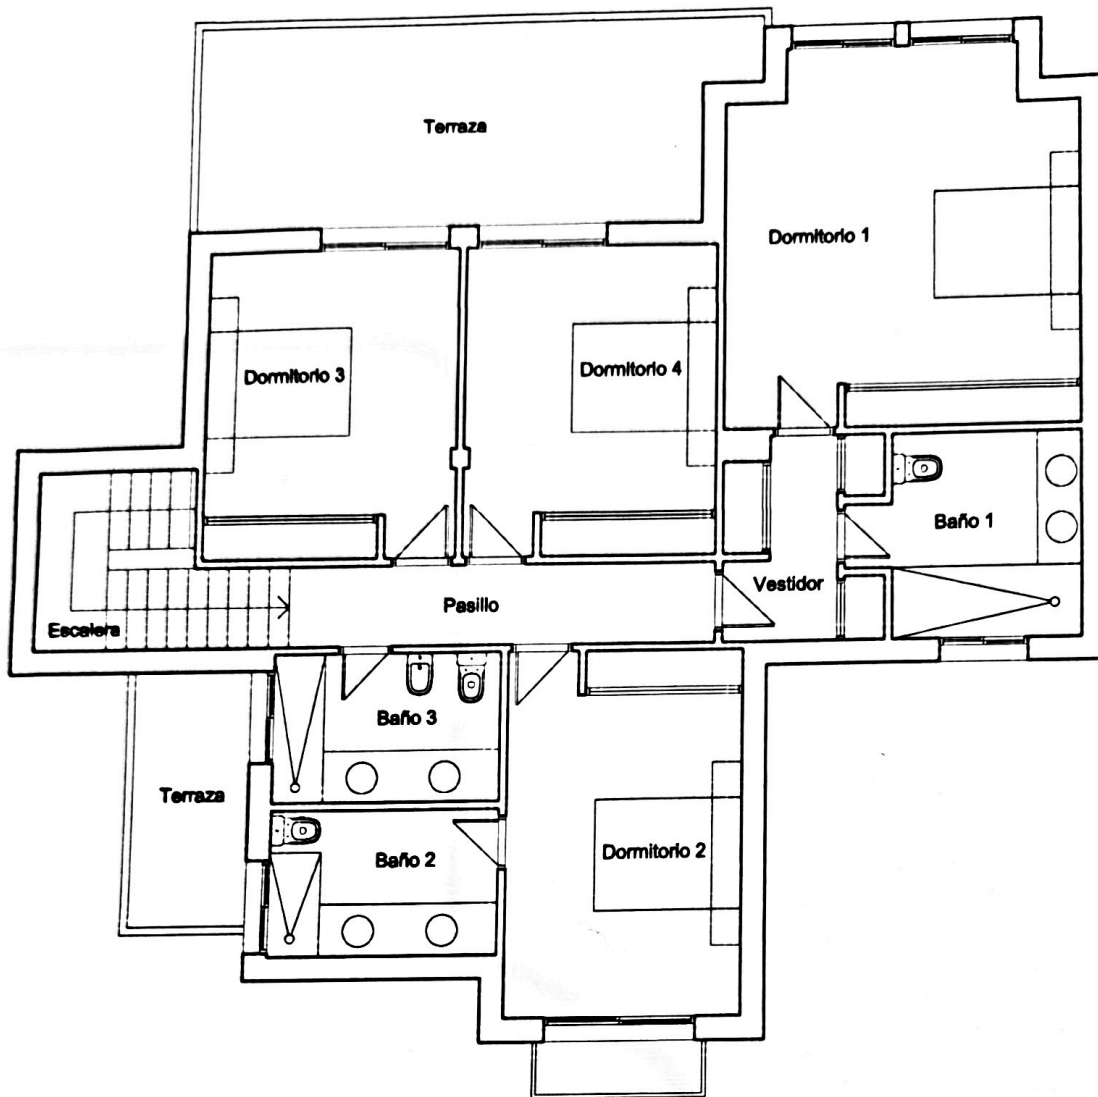 Terraza
Dormitorio 1
Dormitorio 3
Dormitorio 4
Baño 1
Vestidor
Pasillo
Escalera
Baño 3
Terraza
Baño 2
Dormitorio 2